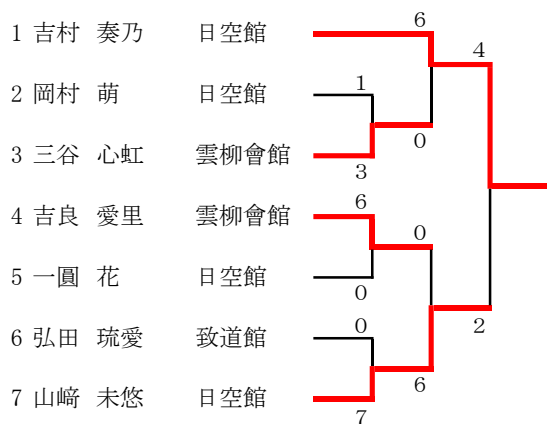 1 吉村 奏乃 日空館 6
4
2 岡村 萌 日空館 1
0
3 三谷 心虹 雲柳會館 3
4 吉良 愛里 雲柳會館 6
0
5 一圓 花 日空館 0
2
6 弘田 琉愛 致道館 0
6
7 山﨑 未悠 日空館 7